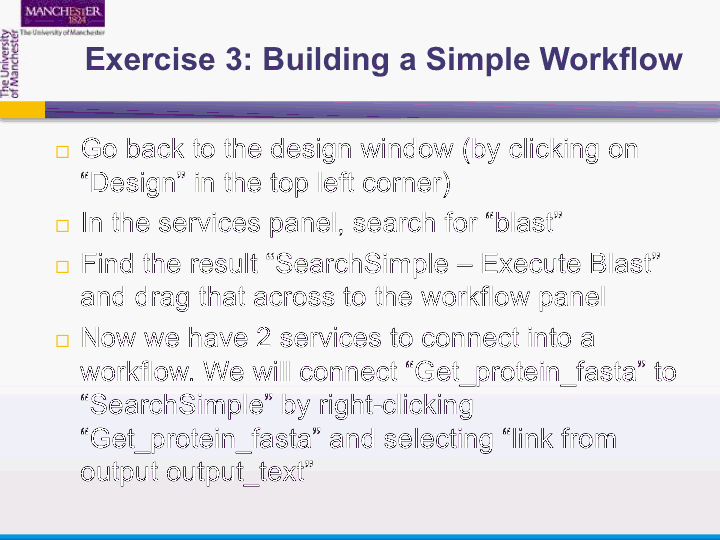 MANCHESTER
1824
The University of Manchester
The University
of Manchester
Exercise 3: Building a Simple Workflow
Go back to the design window (by clicking on
“Design” in the top left corner)
In the services panel, search for “blast”
Find the result “SearchSimple – Execute Blast”
and drag that across to the workflow panel
Now we have 2 services to connect into a
workflow. We will connect “Get_protein_fasta” to
“SearchSimple” by right-clicking
“Get_protein_fasta” and selecting “link from
output output_text”